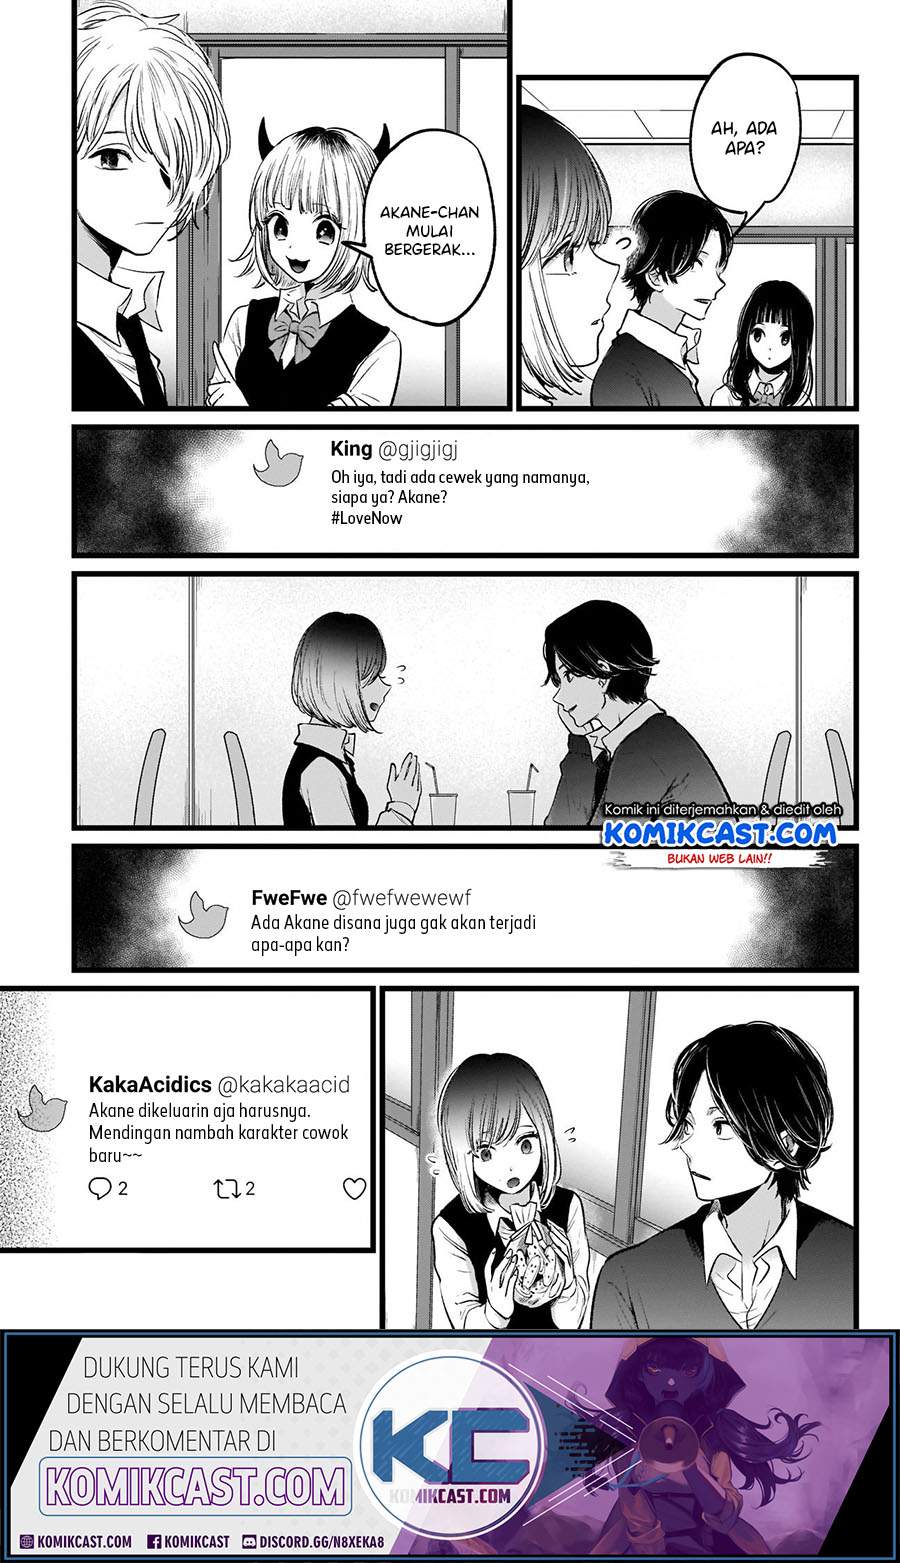 AH, ADA
APA?
AKANE-CHAN
MULAI
BERGERAK...
King @gjigjigj
Oh iya, tadi ada cewek yang namanya,
siapa ya? Akane?
#LoveNow
Komik ini diterjemahkan & diedit oleh
KOMIKCAST.COM
BUKAN WEB LAIN!!
FweFwe @fwefwewewf
Ada Akane disana juga gak akan terjadi
apa-apa kan?
KakaAcidics @kakakaacid
Akane dikeluarin aja harusnya.
Mendingan nambah karakter cowok
baru~~
2
2
DUKUNG TERUS KAMI
DENGAN SELALU MEMBACA
DAN BERKOMENTAR DI
KOMIKCAST.COM
KC
KOMIKCAST.COM
KOMIKCAST.COM
KOMIKCAST.COM
DISCORD.GG/N8XEKA8